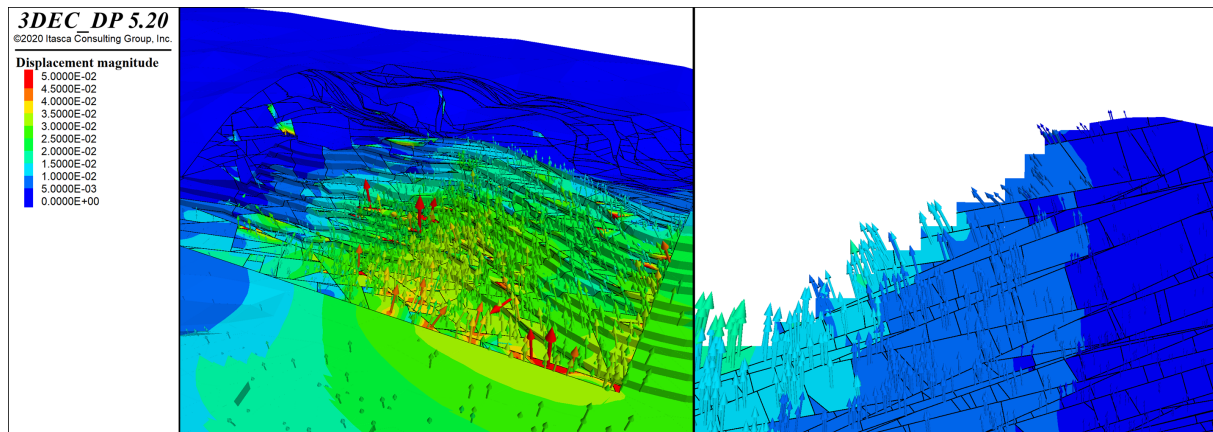 3DEC_DP 5.20
©2020 Itasca Consulting Group, Inc.
Displacement magnitude
5.0000E-02
4.5000E-02
4.0000E-02
3.5000E-02
3.0000E-02
2.5000E-02
2.0000E-02
1.5000E-02
1.0000E-02
5.0000E-03
0.0000E+00